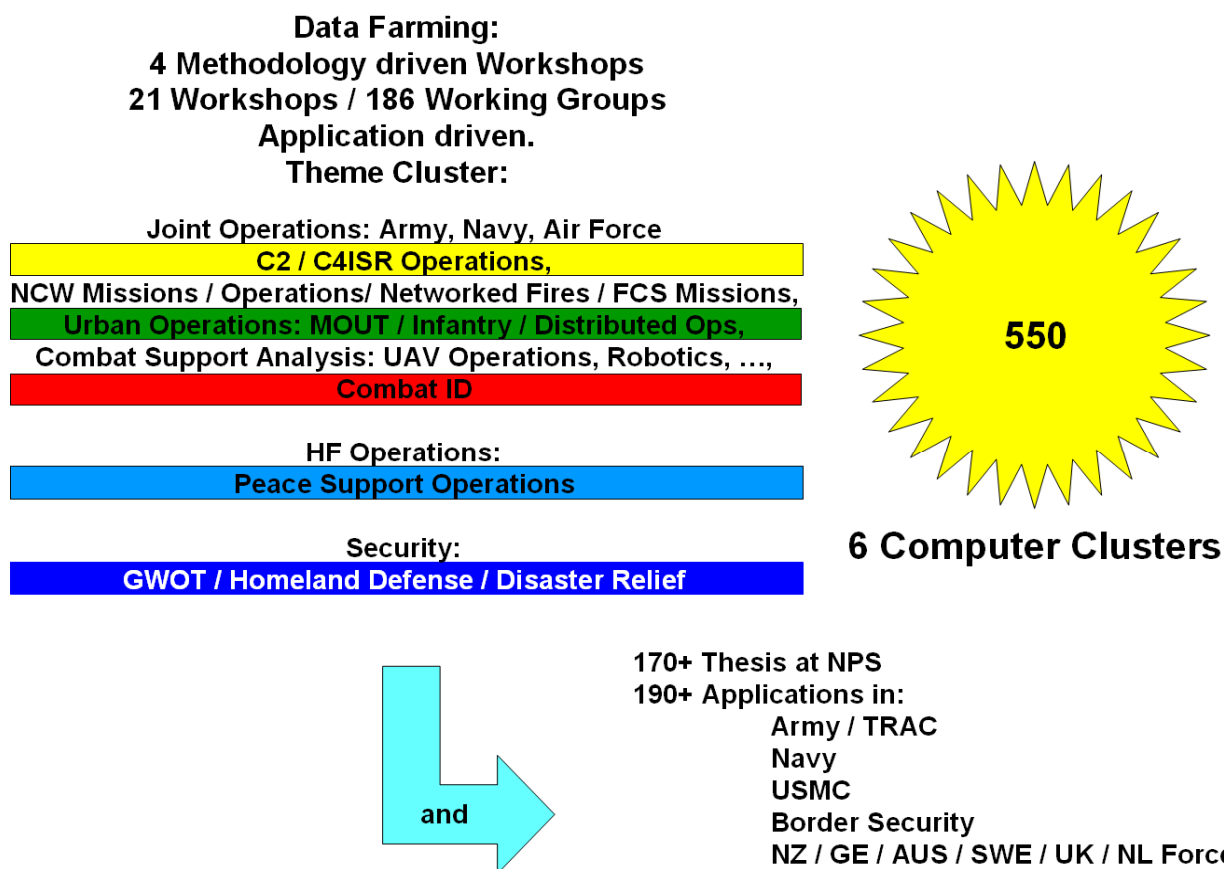 Data Farming:
4 Methodology driven Workshops
21 Workshops / 186 Working Groups
Application driven.
Theme Cluster:
Joint Operations: Army, Navy, Air Force
C2 / C4ISR Operations,
NCW Missions / Operations/ Networked Fires / FCS Missions,
Urban Operations: MOUT / Infantry / Distributed Ops,
Combat Support Analysis: UAV Operations, Robotics, …,
Combat ID
HF Operations:
Peace Support Operations
Security:
GWOT / Homeland Defense / Disaster Relief
550
6 Computer Clusters
and
170+ Thesis at NPS
190+ Applications in:
Army / TRAC
Navy
USMC
Border Security
NZ / GE / AUS / SWE / UK / NL